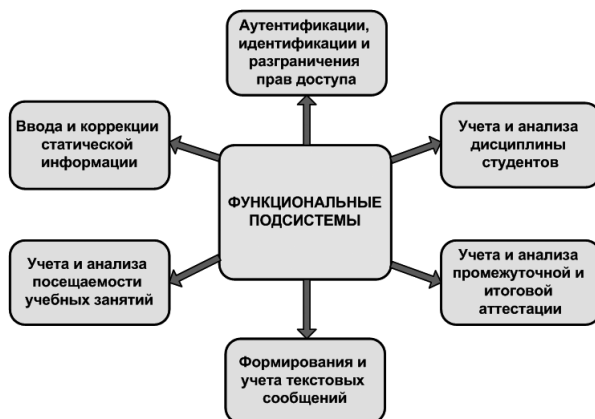 Аутентификации,
идентификации и
разграничения
прав доступа
Ввода и коррекции
статической
информации
Учета и анализа
дисциплины
студентов
ФУНКЦИОНАЛЬНЫЕ
ПОДСИСТЕМЫ
Учета и анализа
посещаемости
учебных занятий
Учета и анализа
промежуточной и
итоговой
аттестации
Формирования и
учета текстовых
сообщений